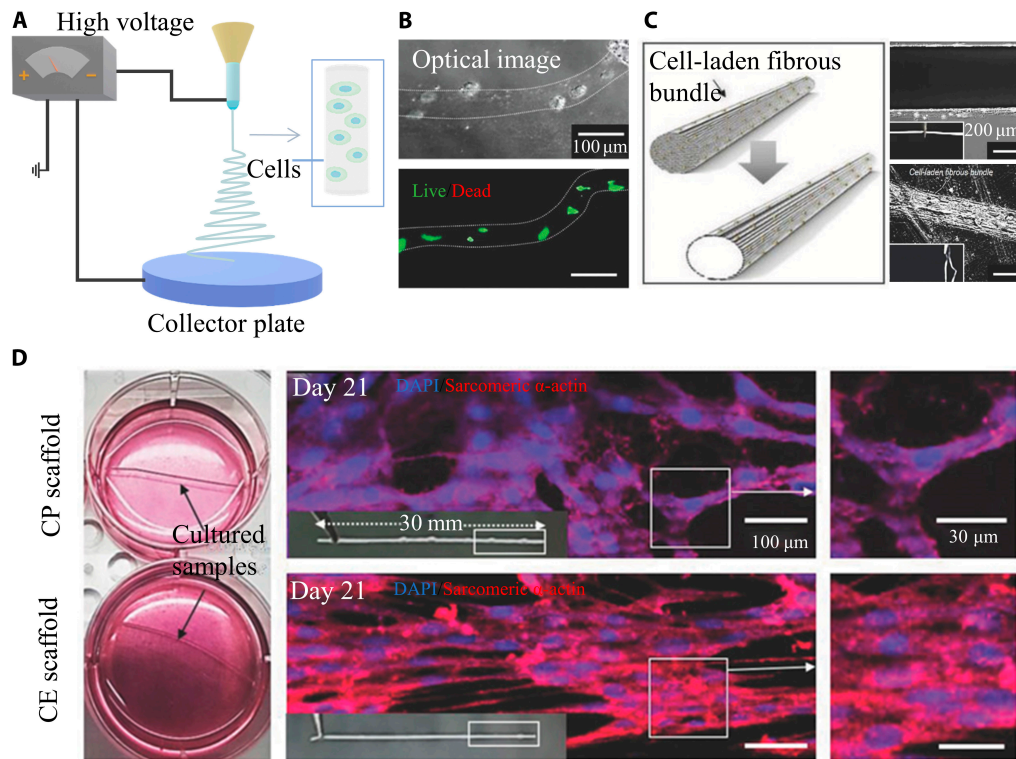 A
High voltage
+
−
Cells
Collector plate
B
Optical image
100 μm
Live Dead
C
Cell-laden fibrous
bundle
200 μm
Cell-laden fibrous bundle
D
CP scaffold
CE scaffold
Cultured
samples
Day 21
DAPI/Sarcomeric α-actin
30 mm
100 μm
30 μm
Day 21
DAPI/Sarcomeric α-actin